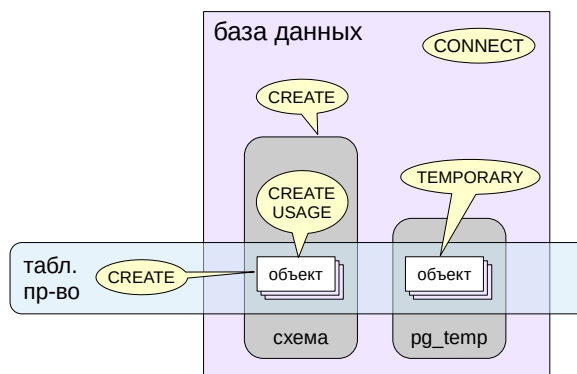 база данных
CONNECT
CREATE
CREATE
USAGE
TEMPORARY
табл.
пр-во
CREATE
объект
объект
схема
pg_temp